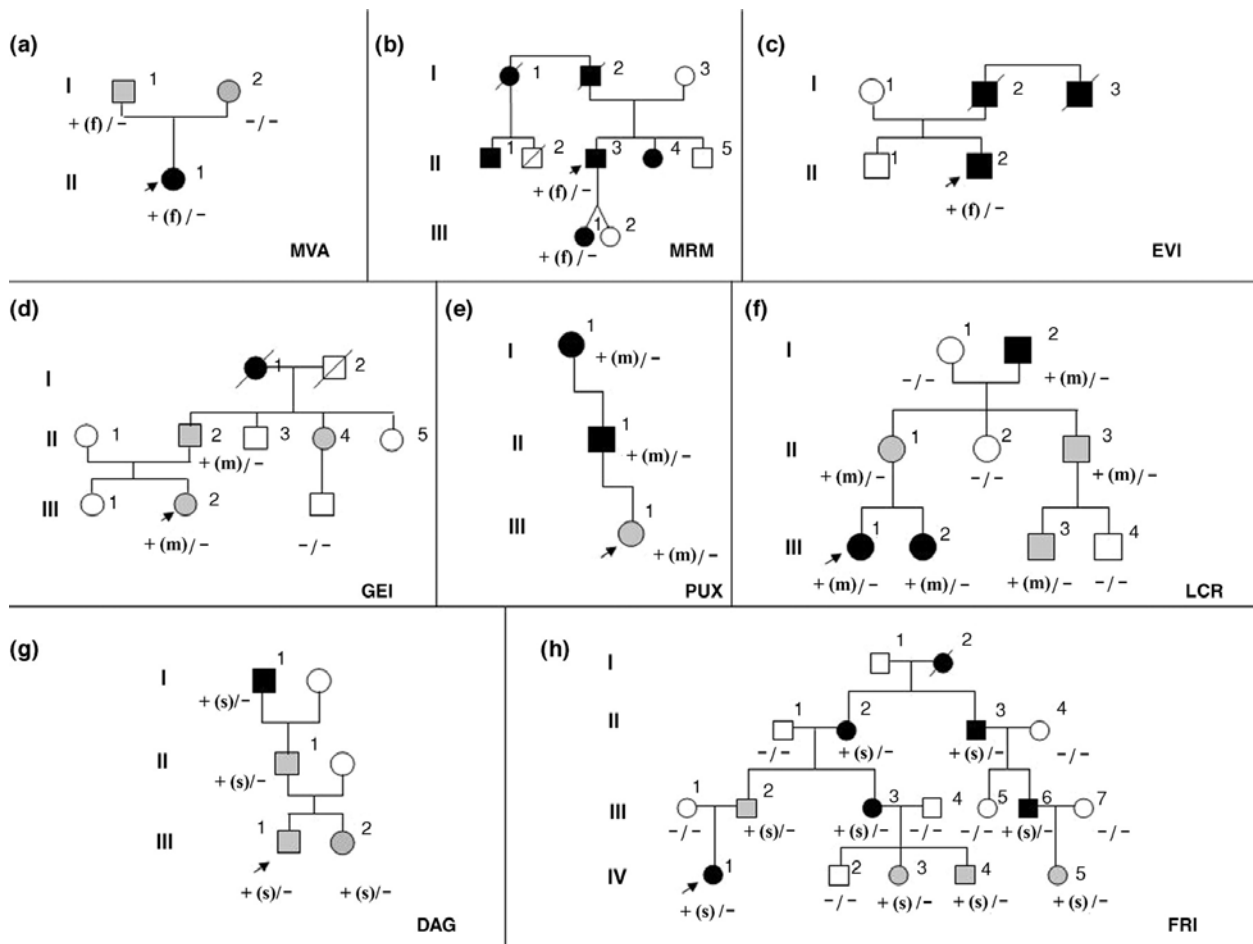 (a)
I
1 2
+ (f)/− −/−
II
1
+ (f)/−
MVA
(b)
I
1 2 3
II
1 2 3 4 5
+ (f)/−
III
1 2
+ (f)/−
MRM
(c)
I
1 2 3
II
1 2
+ (f)/−
EVI
(d)
I
1 2
II
1 2 3 4 5
+ (m)/−
III
1 2
+ (m)/− −/−
GEI
(e)
I
1
+ (m)/−
II
1
+ (m)/−
III
1
+ (m)/−
PUX
(f)
I
1 2
−/− + (m)/−
II
1 2 3
+ (m)/− −/− + (m)/−
III
1 2 3 4
+ (m)/− + (m)/− + (m)/− −/−
LCR
(g)
I
1
+ (s)/−
II
1
+ (s)/−
III
1 2
+ (s)/− + (s)/−
DAG
(h)
I
1 2
II
1 2 3 4
−/− + (s)/− + (s)/− −/−
III
1 2 3 4 5 6 7
−/− + (s)/− + (s)/− −/− −/− + (s)/− −/−
IV
1 2 3 4 5
+ (s)/− −/− + (s)/− + (s)/− + (s)/−
FRI